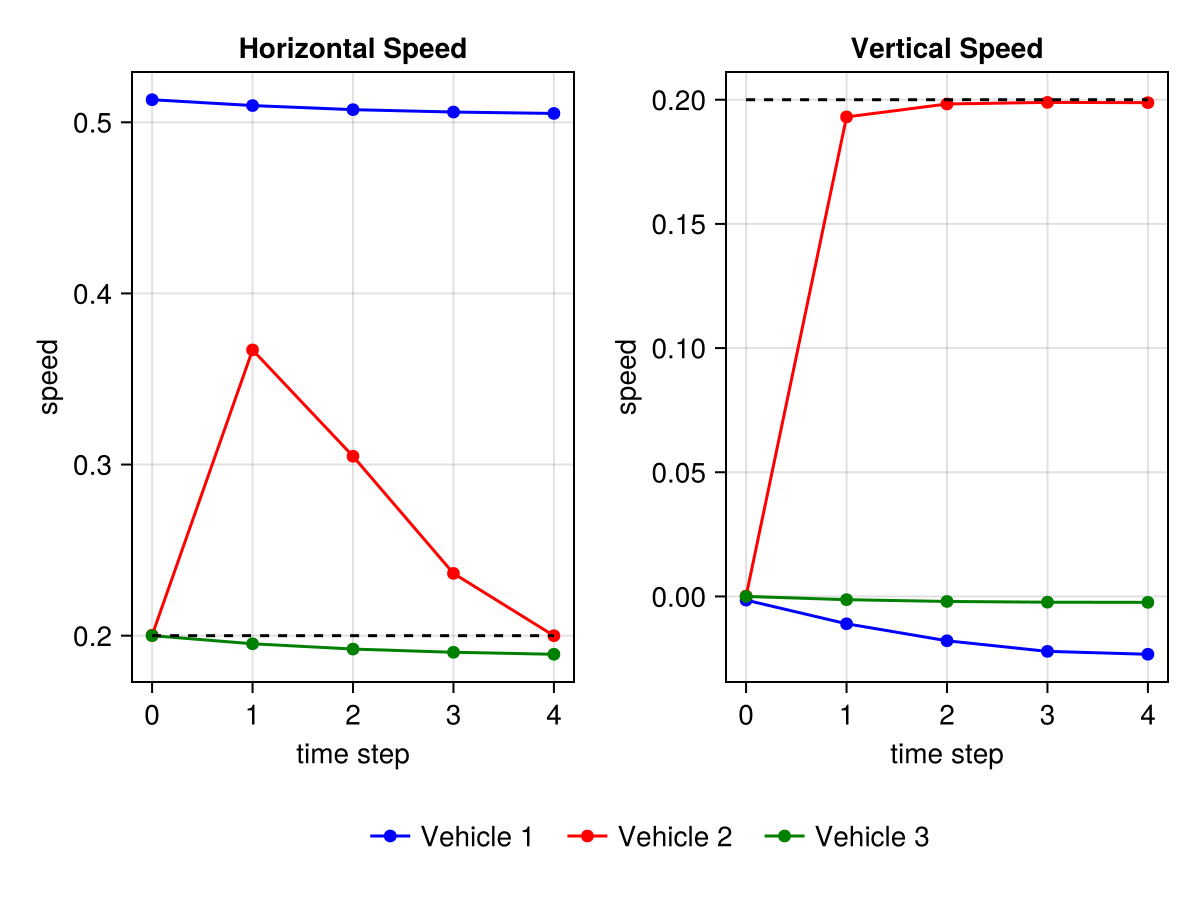 Horizontal Speed
0.5
0.4
0.3
0.2
speed
0 1 2 3 4
time step
Vertical Speed
0.20
0.15
0.10
0.05
0.00
speed
0 1 2 3 4
time step
Vehicle 1 Vehicle 2 Vehicle 3